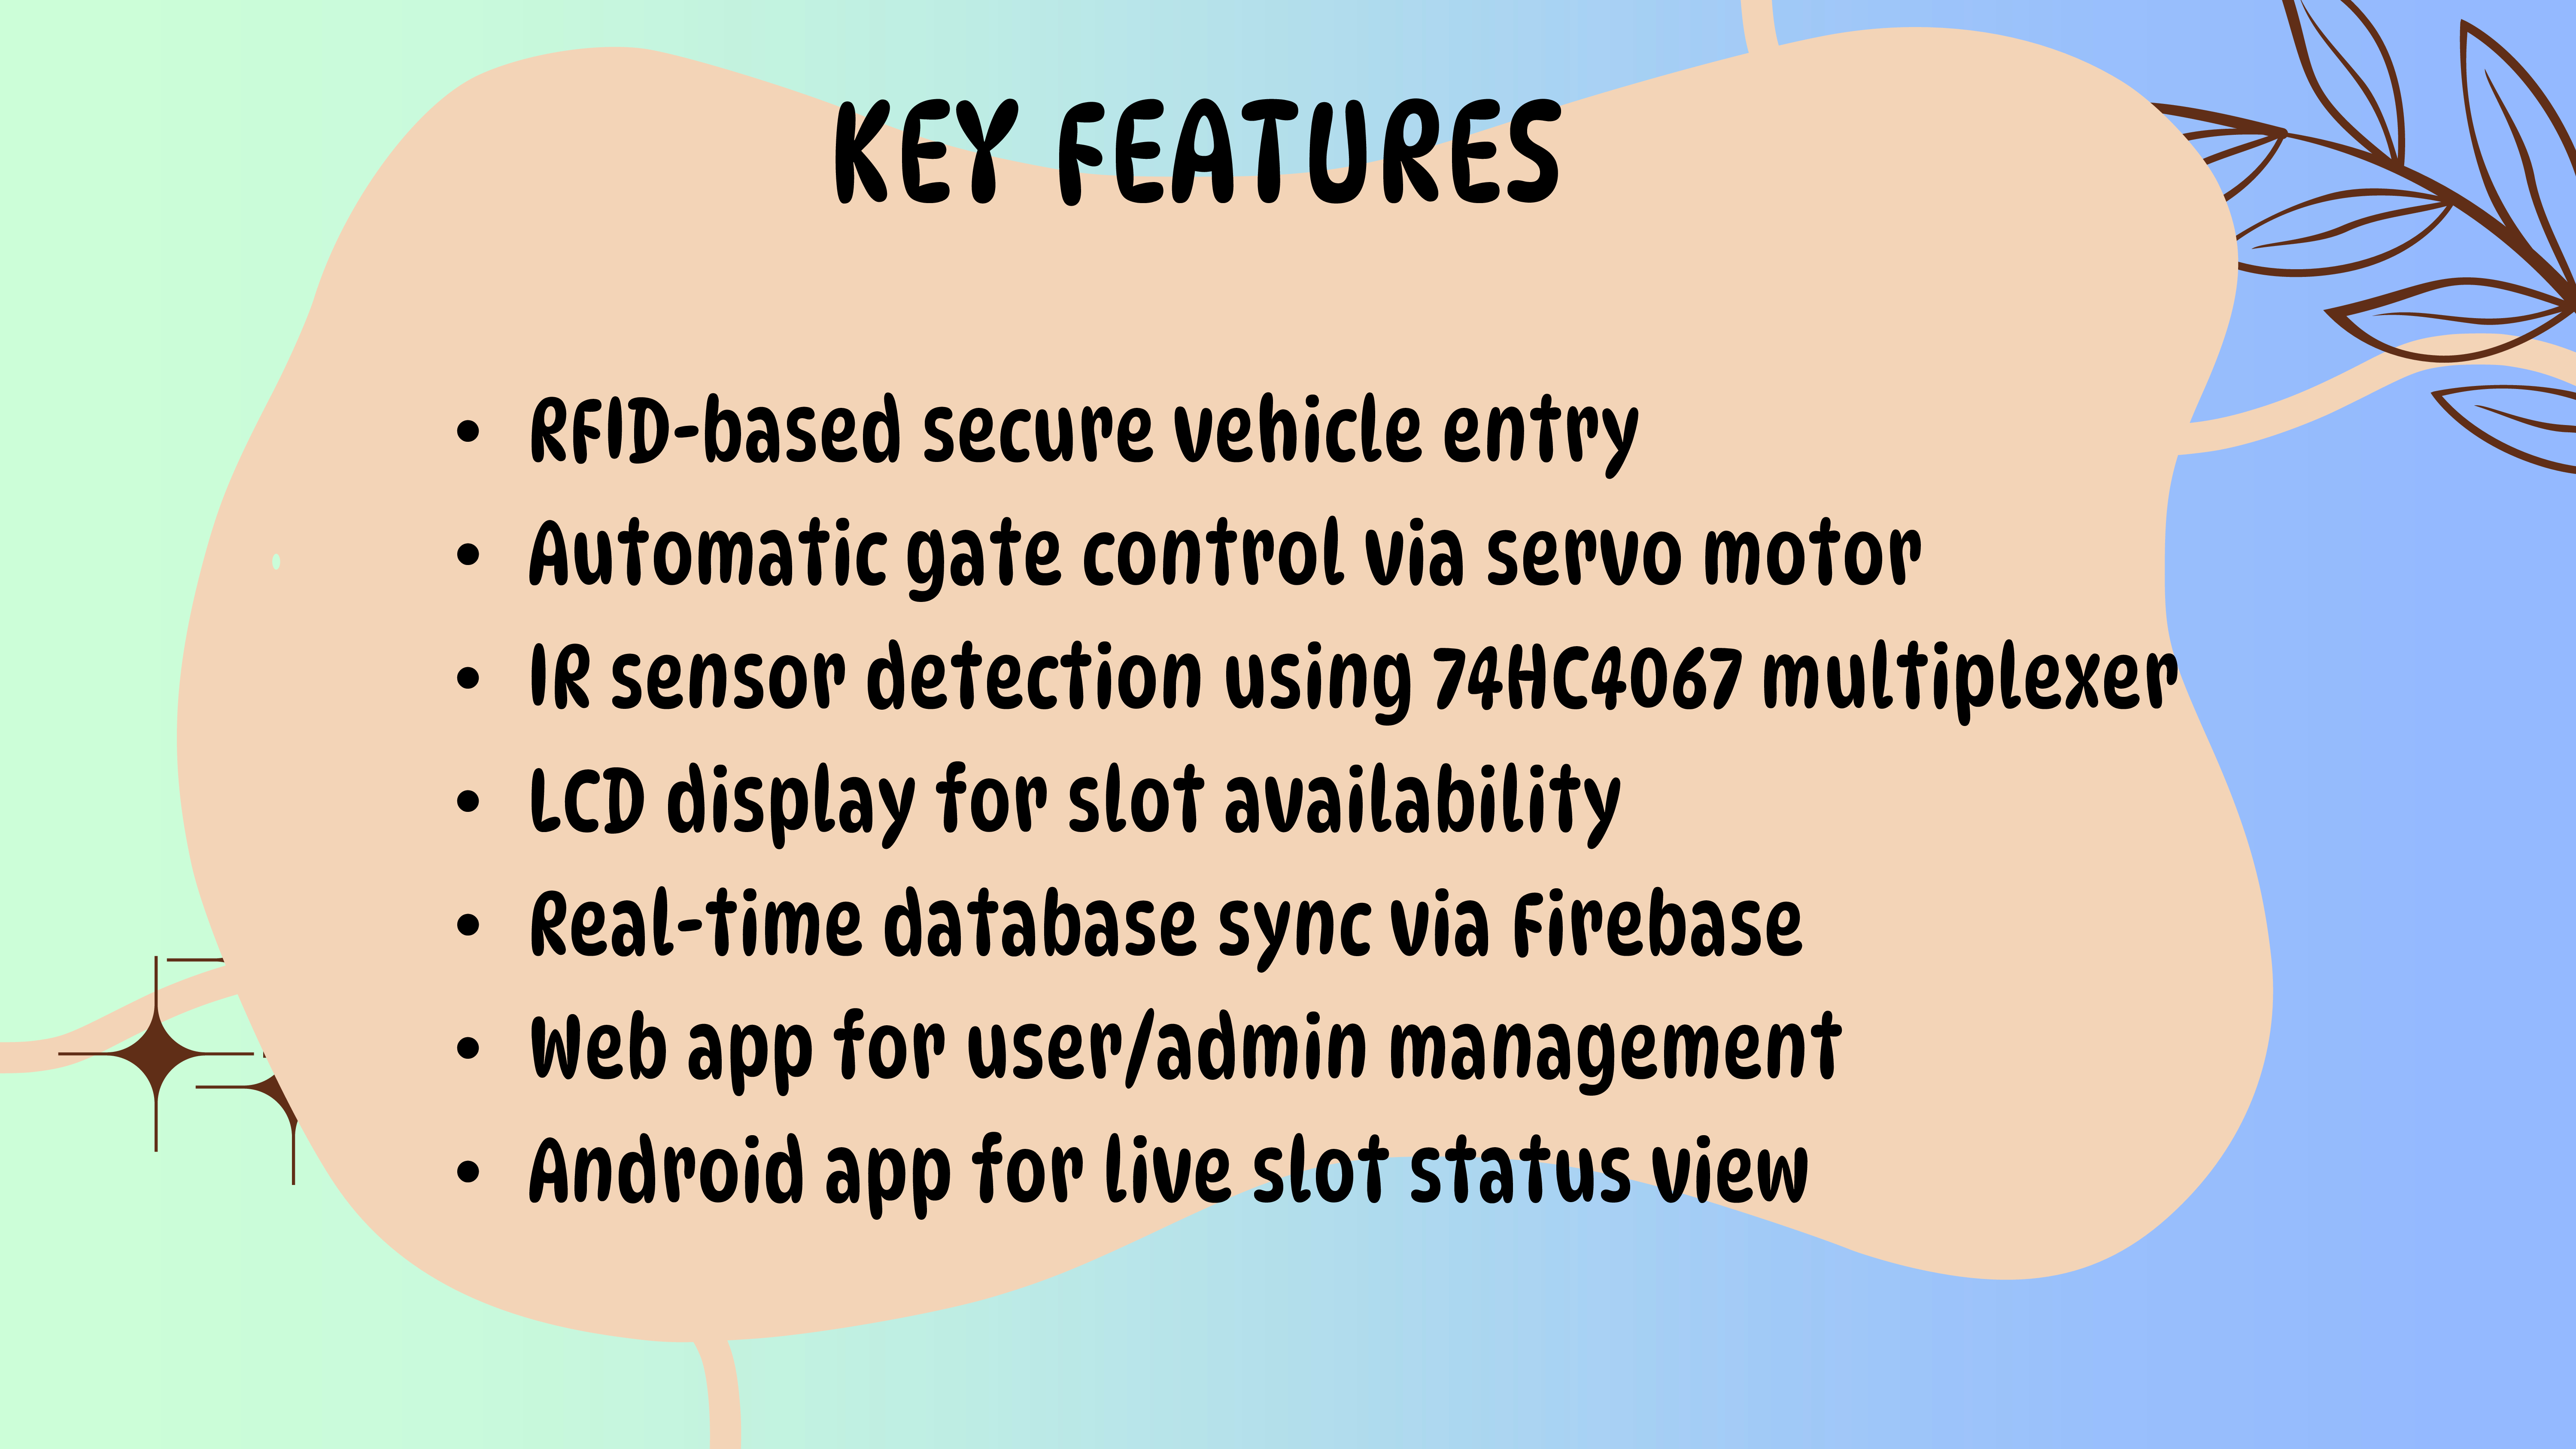 KEY FEATURES
• RFID-based secure vehicle entry
• Automatic gate control via servo motor
• IR sensor detection using 74HC4067 multiplexer
• LCD display for slot availability
• Real-time database sync via Firebase
• Web app for user/admin management
• Android app for live slot status view